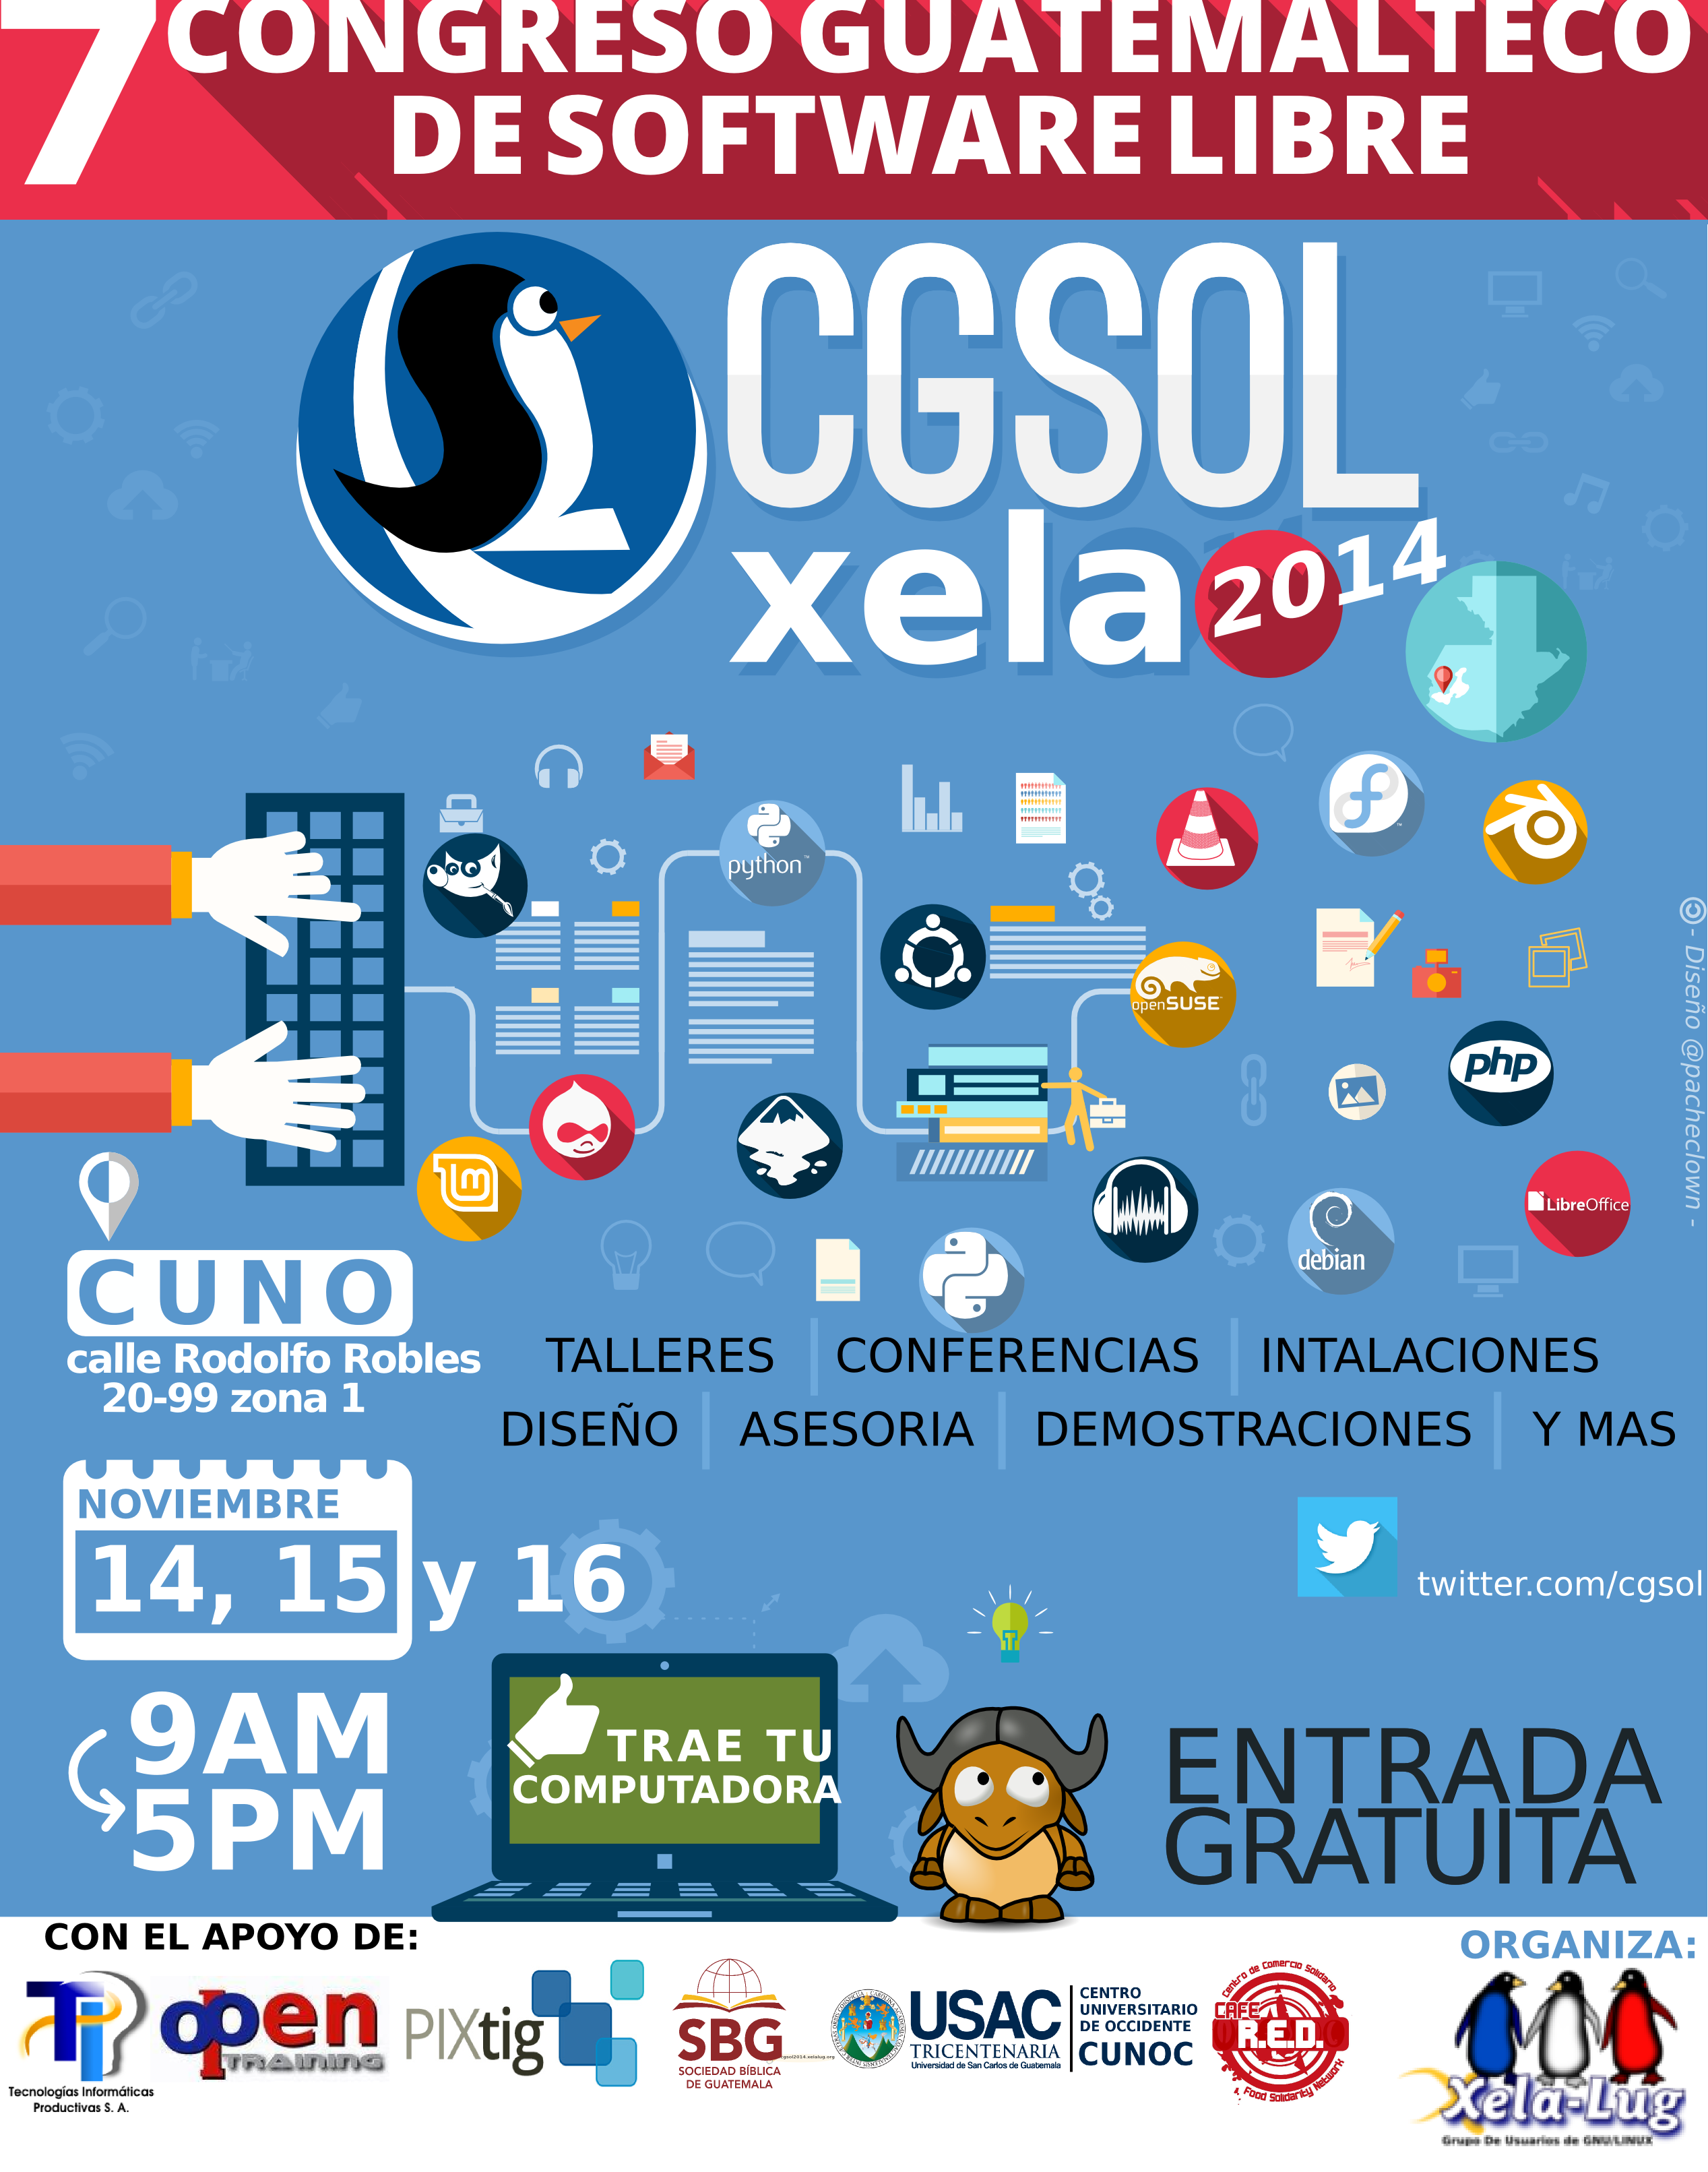 7 CONGRESO GUATEMALTECO
DE SOFTWARE LIBRE
CGSOL
xela 2014
python™
openSUSE
php
LibreOffice
debian
© - Diseño @pacheclown -
CUNO
calle Rodolfo Robles
20-99 zona 1
TALLERES CONFERENCIAS INTALACIONES
DISEÑO ASESORIA DEMOSTRACIONES Y MAS
NOVIEMBRE
14, 15 y 16
twitter.com/cgsol
9AM
5PM
TRAE TU
COMPUTADORA
ENTRADA
GRATUITA
CON EL APOYO DE:
ORGANIZA:
TIP
Tecnologías Informáticas
Productivas S. A.
open
TRAINING
PIXtig
SBG
SOCIEDAD BÍBLICA
DE GUATEMALA
USAC
TRICENTENARIA
Universidad de San Carlos de Guatemala
CENTRO
UNIVERSITARIO
DE OCCIDENTE
CUNOC
Centro de Comercio Solidario
CAFE
R.E.D.
Food Solidarity Network
Xela-Lug
Grupo De Usuarios de GNU/LINUX